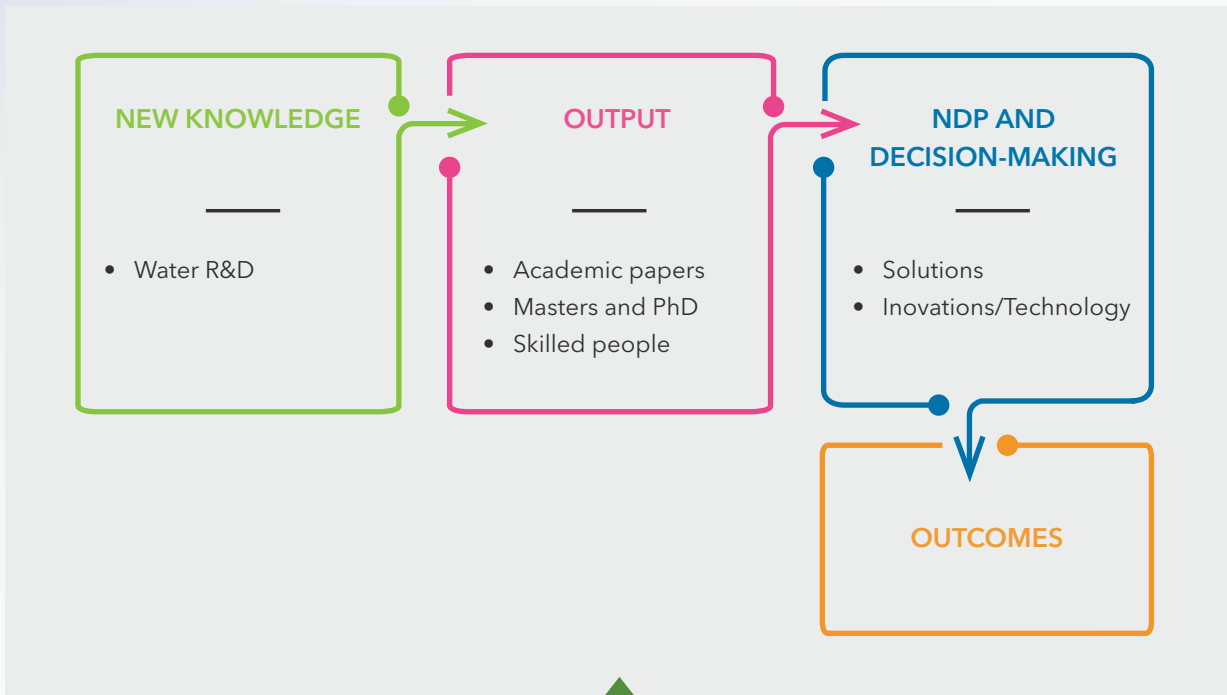 NEW KNOWLEDGE
• Water R&D
OUTPUT
• Academic papers
• Masters and PhD
• Skilled people
NDP AND
DECISION-MAKING
• Solutions
• Inovations/Technology
OUTCOMES